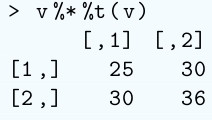 > v%*%t(v)
     [,1] [,2]
[1,]   25   30
[2,]   30   36